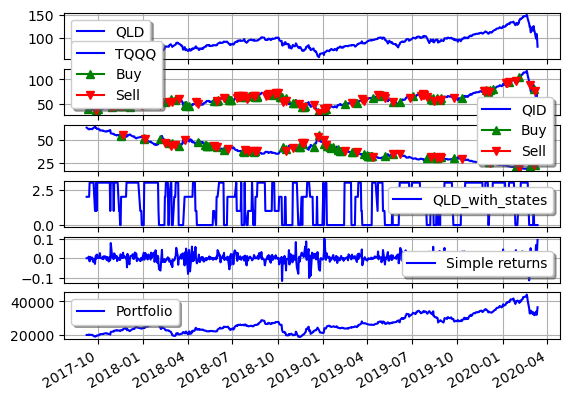 150
100
QLD
TQQQ
Buy
Sell
100
50
QID
Buy
Sell
50
25
2.5
0.0
QLD_with_states
0.1
0.0
−0.1
Simple returns
40000
20000
Portfolio
2017-10
2018-01
2018-04
2018-07
2018-10
2019-01
2019-04
2019-07
2019-10
2020-01
2020-04